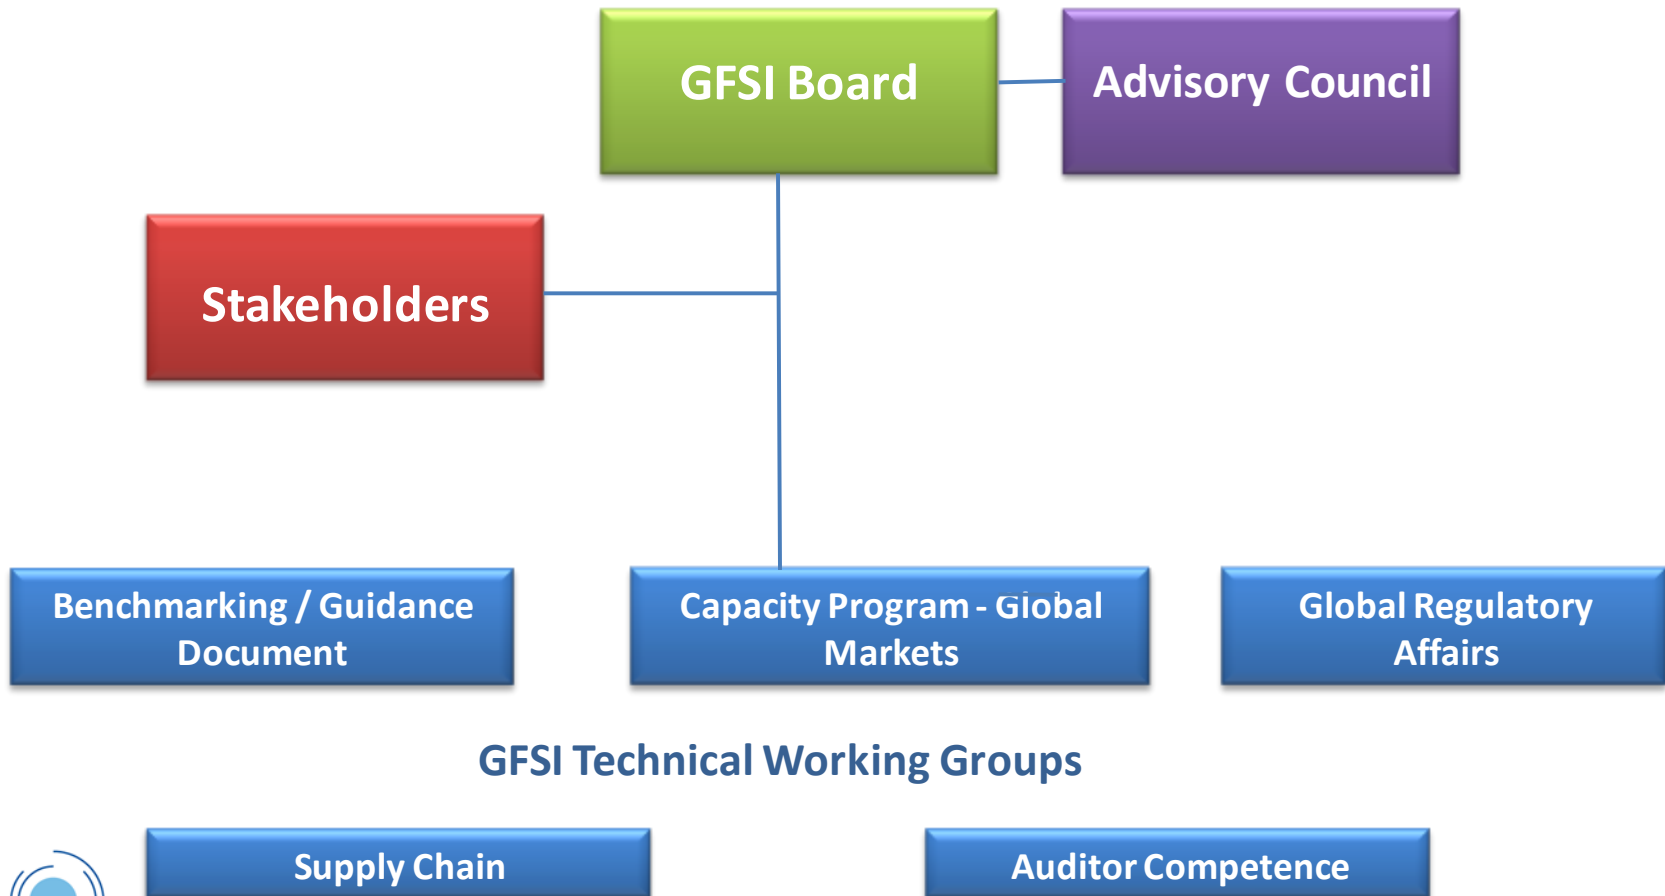 GFSI Board
Advisory Council
Stakeholders
Benchmarking / Guidance
Document
Capacity Program - Global
Markets
Global Regulatory
Affairs
GFSI Technical Working Groups
Supply Chain
Auditor Competence